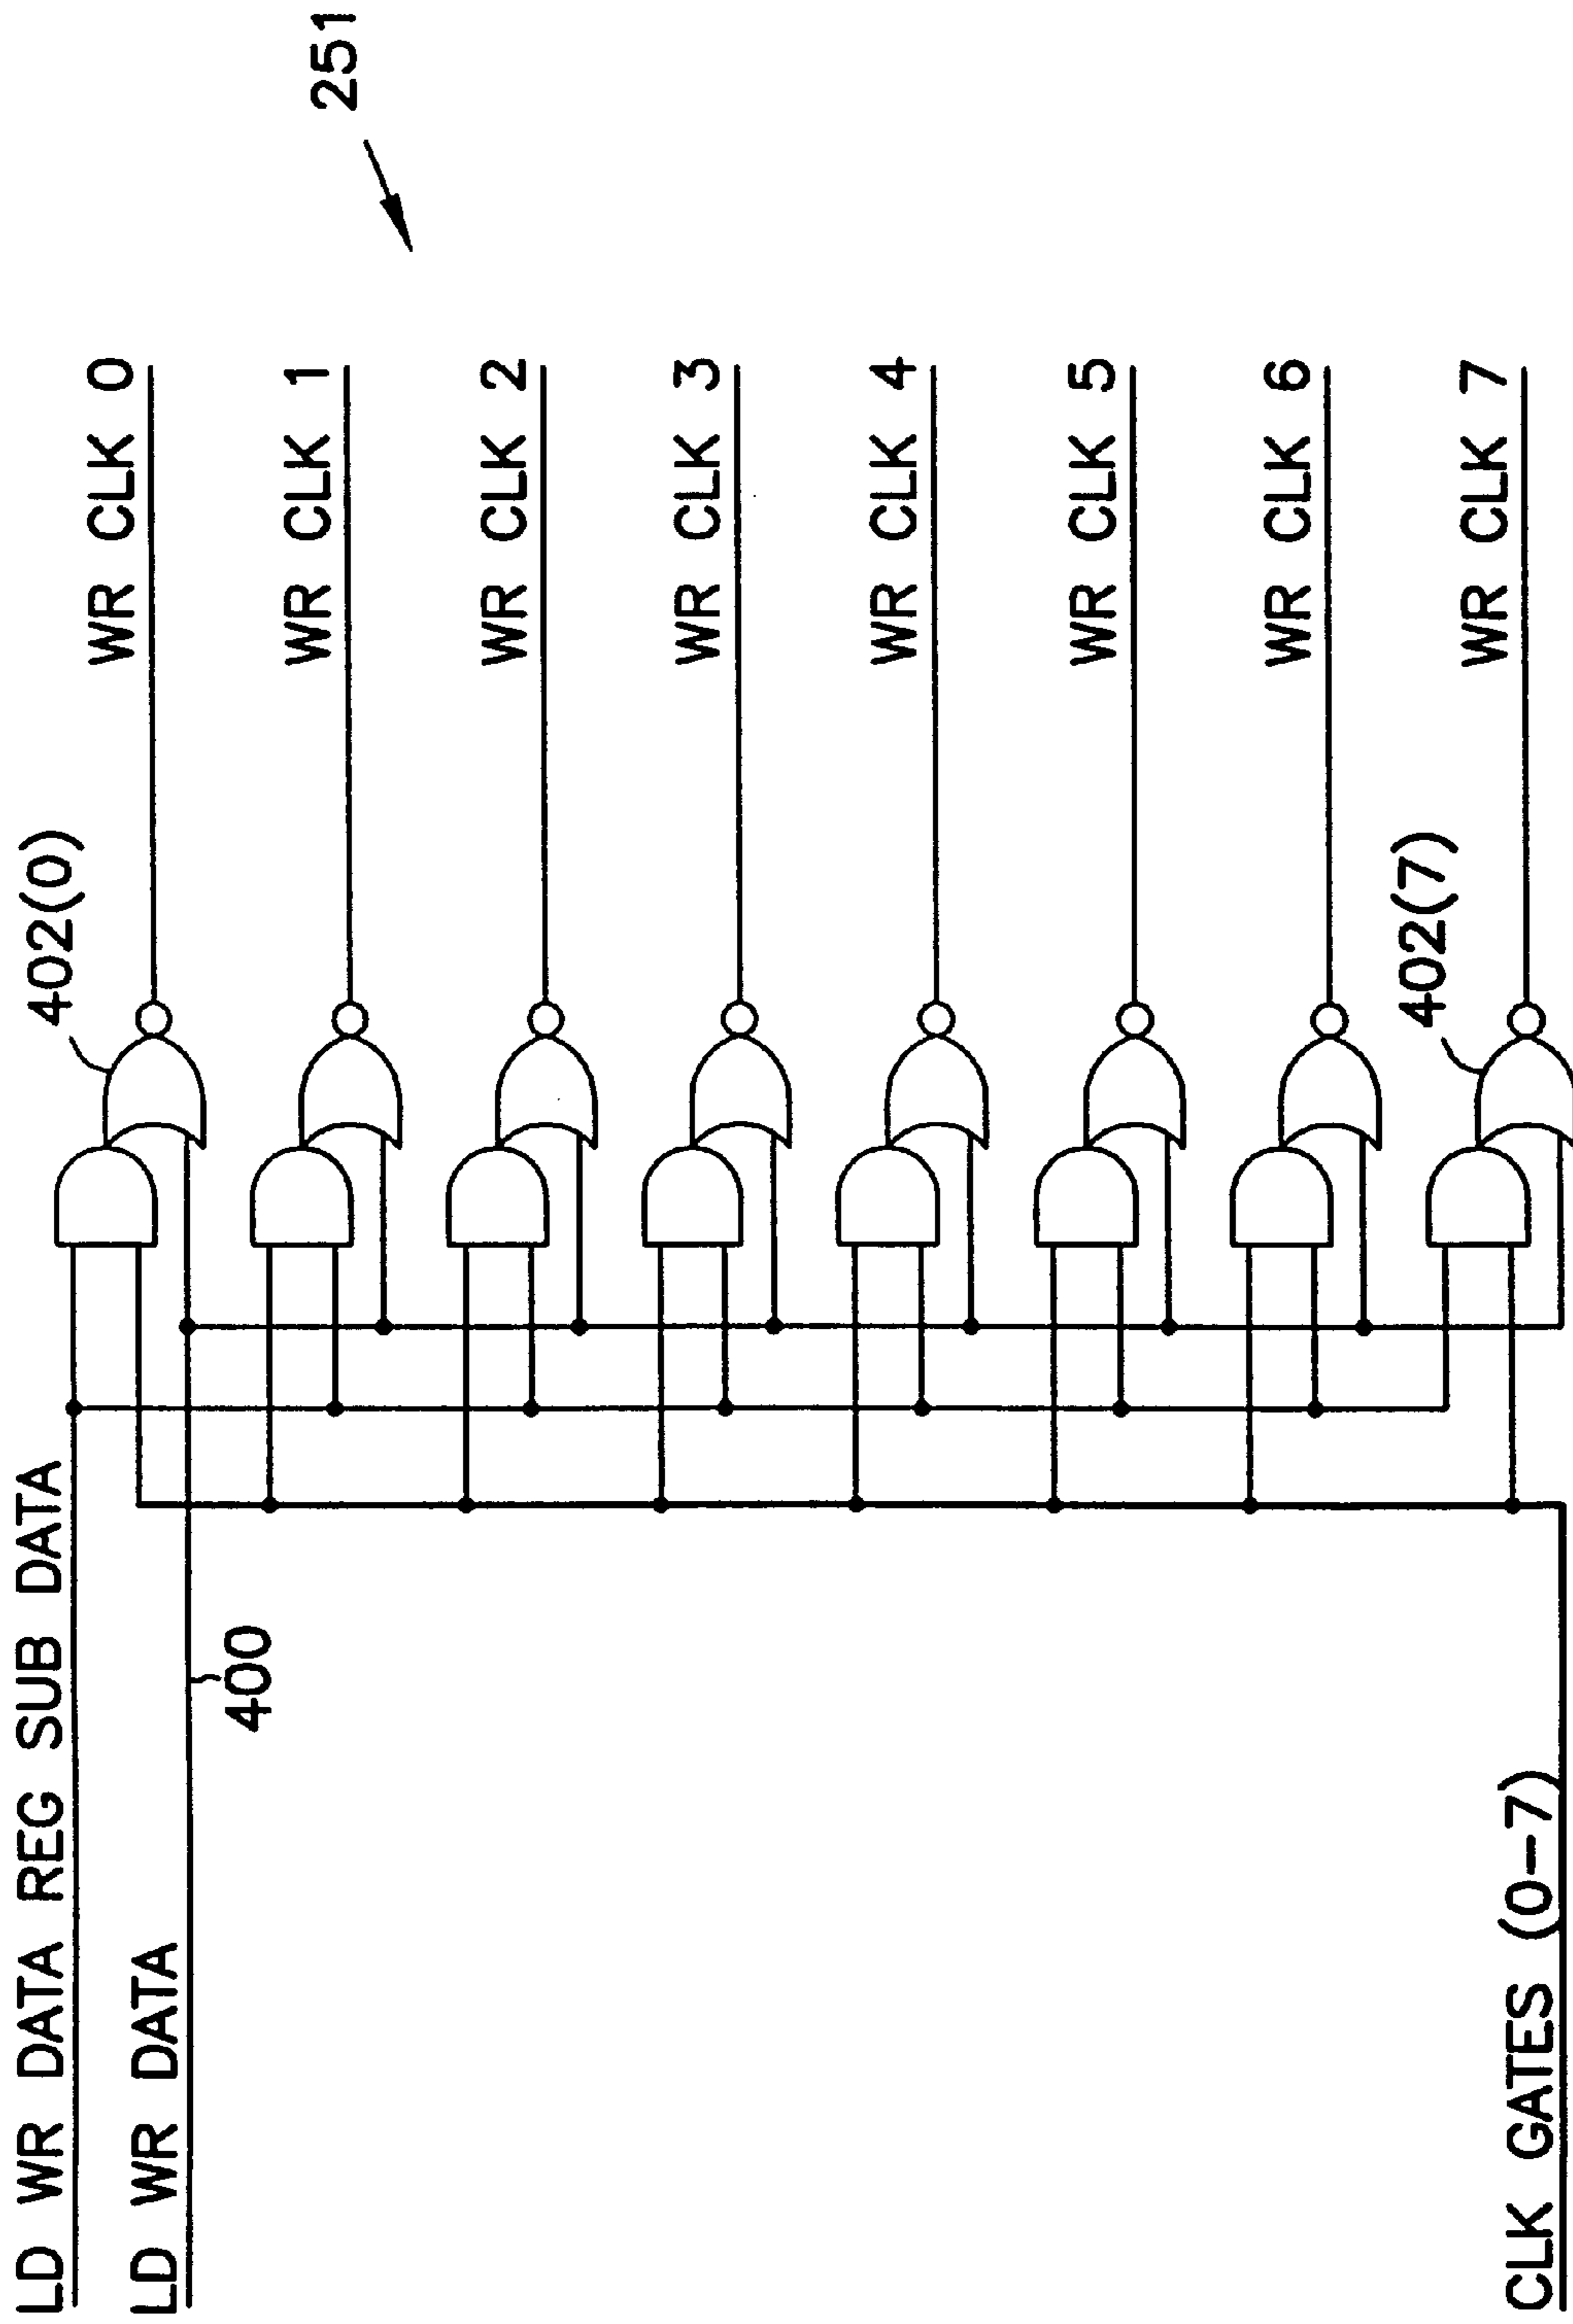 251
LD WR DATA REG SUB DATA
LD WR DATA
400
CLK GATES (0-7)
402(0)
WR CLK 0
WR CLK 1
WR CLK 2
WR CLK 3
WR CLK 4
WR CLK 5
WR CLK 6
402(7)
WR CLK 7